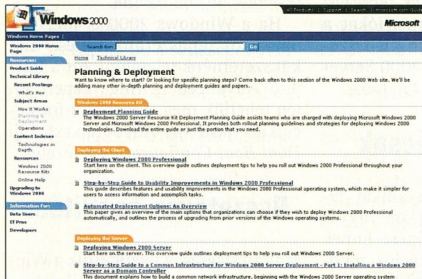 All Products | Support | Search | microsoft.com Guide
Windows 2000
Microsoft
Windows Home Pages |
Windows 2000 Home
Page
Search for:
Go
Resources:
Product Guide
Technical Library
Recent Postings
What's New
Subject Areas
How It Works
Planning &
Deployment
Operations
Content Indexes
Technologies in
Depth
Resources
Windows 2000
Resource Kits
Online Help
Upgrading to
Windows 2000
Information For:
Beta Users
IT Pros
Developers
Home | Technical Library
Planning & Deployment
Want to know where to start? Or looking for specific planning steps? Come back often to this section of the Windows 2000 Web site. We'll be
adding many other in-depth planning and deployment guides and papers.
Windows 2000 Resource Kit
Deployment Planning Guide
The Windows 2000 Server Resource Kit Deployment Planning Guide assists teams who are charged with deploying Microsoft Windows 2000
Server and Microsoft Windows 2000 Professional. It provides both rollout planning guidelines and strategies for deploying Windows 2000
technologies. Download the entire guide or just the portion that you need.
Deploying the Client
Deploying Windows 2000 Professional
Start here on the client. This overview guide outlines deployment tips to help you roll out Windows 2000 Professional throughout your
organization.
Step-by-Step Guide to Usability Improvements in Windows 2000 Professional
This guide describes features and usability improvements in the Windows 2000 Professional operating system, which make it simpler for
users to access information and accomplish tasks.
Automated Deployment Options: An Overview
This paper gives an overview of the main options that organizations can choose if they wish to deploy Windows 2000 Professional
automatically, and outlines the process of upgrading from prior versions of the Windows operating systems.
Deploying the Server
Deploying Windows 2000 Server
Start here on the server. This overview guide outlines deployment tips to help you roll out Windows 2000 Server.
Step-by-Step Guide to a Common Infrastructure for Windows 2000 Server Deployment - Part 1: Installing a Windows 2000
Server as a Domain Controller
This document explains how to build a common network infrastructure, beginning with the Windows 2000 Server operating system